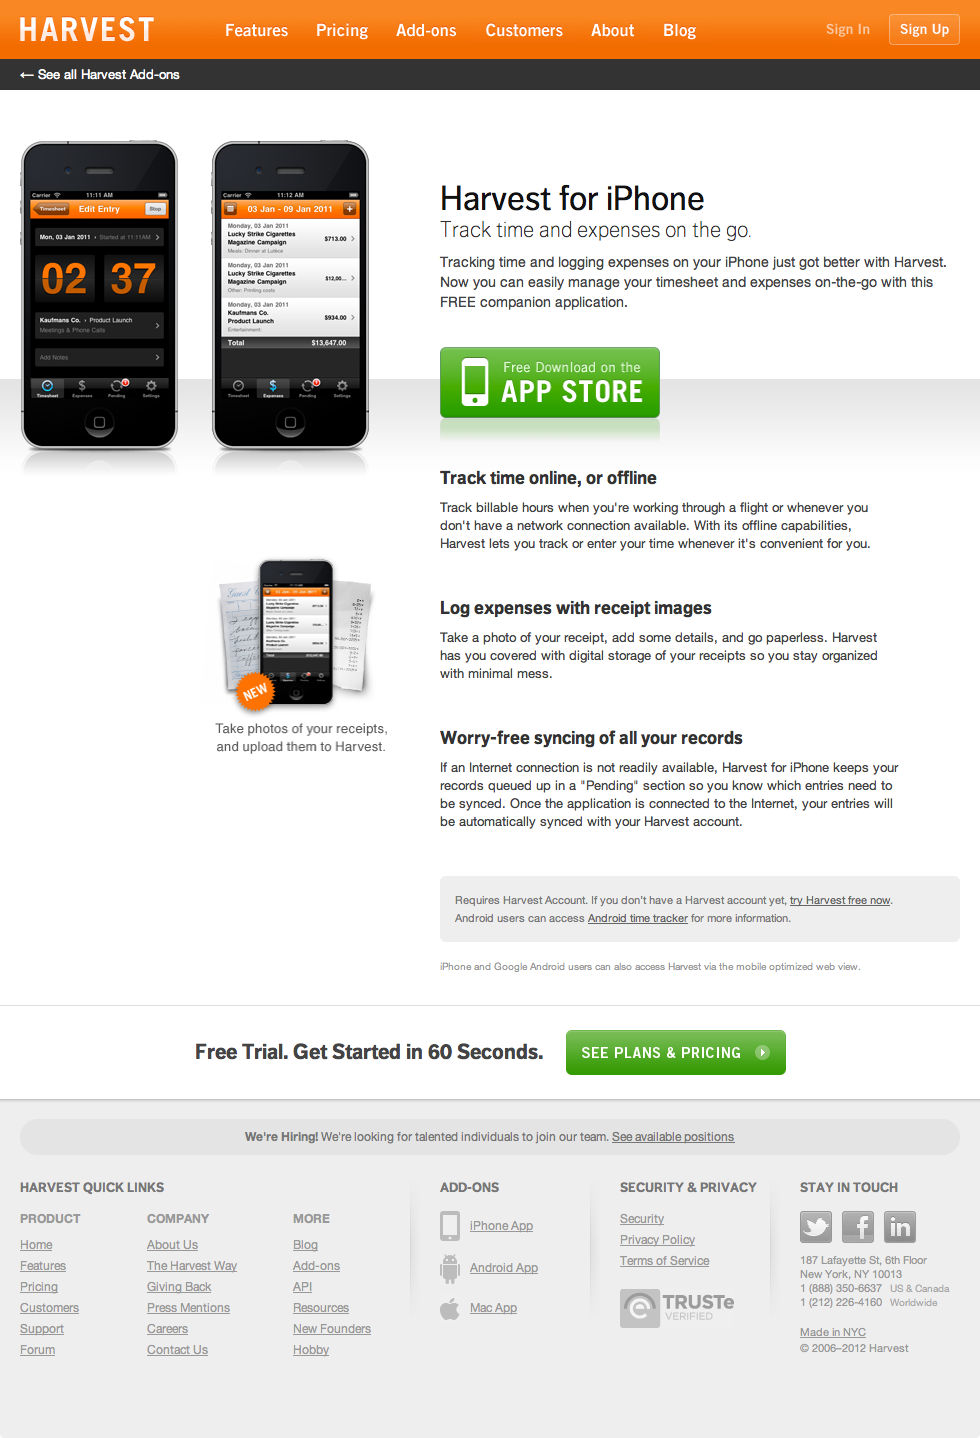 HARVEST
Features Pricing Add-ons Customers About Blog
Sign In Sign Up
← See all Harvest Add-ons
Carrier 11:11 AM
Timesheet Edit Entry Stop
Mon, 03 Jan 2011 • Started at 11:11AM
02 37
Kaufmans Co. • Product Launch
Meetings & Phone Calls
Add Notes
Timesheet Expenses Pending Settings
Carrier 11:12 AM
03 Jan - 09 Jan 2011
Monday, 03 Jan 2011
Lucky Strike Cigarettes
Magazine Campaign
$713.00
Meals: Dinner at Lutèce
Monday, 03 Jan 2011
Lucky Strike Cigarettes
Magazine Campaign
$12,00...
Other: Printing costs
Monday, 03 Jan 2011
Kaufmans Co.
Product Launch
$934.00
Entertainment:
Total $13,647.00
Timesheet Expenses Pending Settings
Harvest for iPhone
Track time and expenses on the go.
Tracking time and logging expenses on your iPhone just got better with Harvest.
Now you can easily manage your timesheet and expenses on-the-go with this
FREE companion application.
Free Download on the
APP STORE
Track time online, or offline
Track billable hours when you're working through a flight or whenever you
don't have a network connection available. With its offline capabilities,
Harvest lets you track or enter your time whenever it's convenient for you.
NEW
Take photos of your receipts,
and upload them to Harvest.
Log expenses with receipt images
Take a photo of your receipt, add some details, and go paperless. Harvest
has you covered with digital storage of your receipts so you stay organized
with minimal mess.
Worry-free syncing of all your records
If an Internet connection is not readily available, Harvest for iPhone keeps your
records queued up in a "Pending" section so you know which entries need to
be synced. Once the application is connected to the Internet, your entries will
be automatically synced with your Harvest account.
Requires Harvest Account. If you don't have a Harvest account yet, try Harvest free now.
Android users can access Android time tracker for more information.
iPhone and Google Android users can also access Harvest via the mobile optimized web view.
Free Trial. Get Started in 60 Seconds.
SEE PLANS & PRICING
We're Hiring! We're looking for talented individuals to join our team. See available positions
HARVEST QUICK LINKS
PRODUCT
Home
Features
Pricing
Customers
Support
Forum
COMPANY
About Us
The Harvest Way
Giving Back
Press Mentions
Careers
Contact Us
MORE
Blog
Add-ons
API
Resources
New Founders
Hobby
ADD-ONS
iPhone App
Android App
Mac App
SECURITY & PRIVACY
Security
Privacy Policy
Terms of Service
TRUSTe
VERIFIED
STAY IN TOUCH
187 Lafayette St, 6th Floor
New York, NY 10013
1 (888) 350-6637 US & Canada
1 (212) 226-4160 Worldwide
Made in NYC
© 2006–2012 Harvest